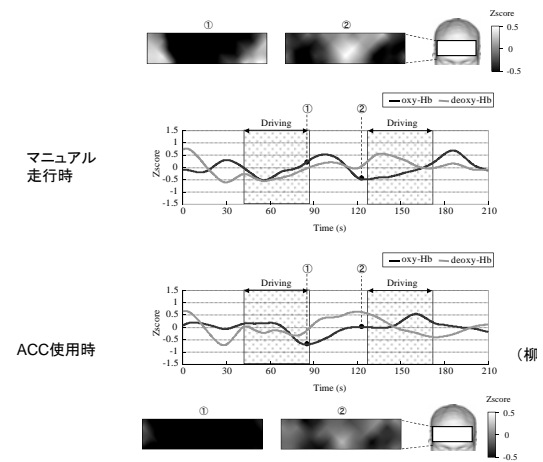 Zscore
① ②
0.5
0
-0.5
oxy-Hb deoxy-Hb
① ②
Driving Driving
マニュアル
走行時
Zscore
1.5
1
0.5
0
-0.5
-1
-1.5
0 30 60 90 120 150 180 210
Time (s)
oxy-Hb deoxy-Hb
① ②
Driving Driving
ACC使用時
Zscore
1.5
1
0.5
0
-0.5
-1
-1.5
0 30 60 90 120 150 180 210
Time (s)
(柳
① ②
Zscore
0.5
0
-0.5